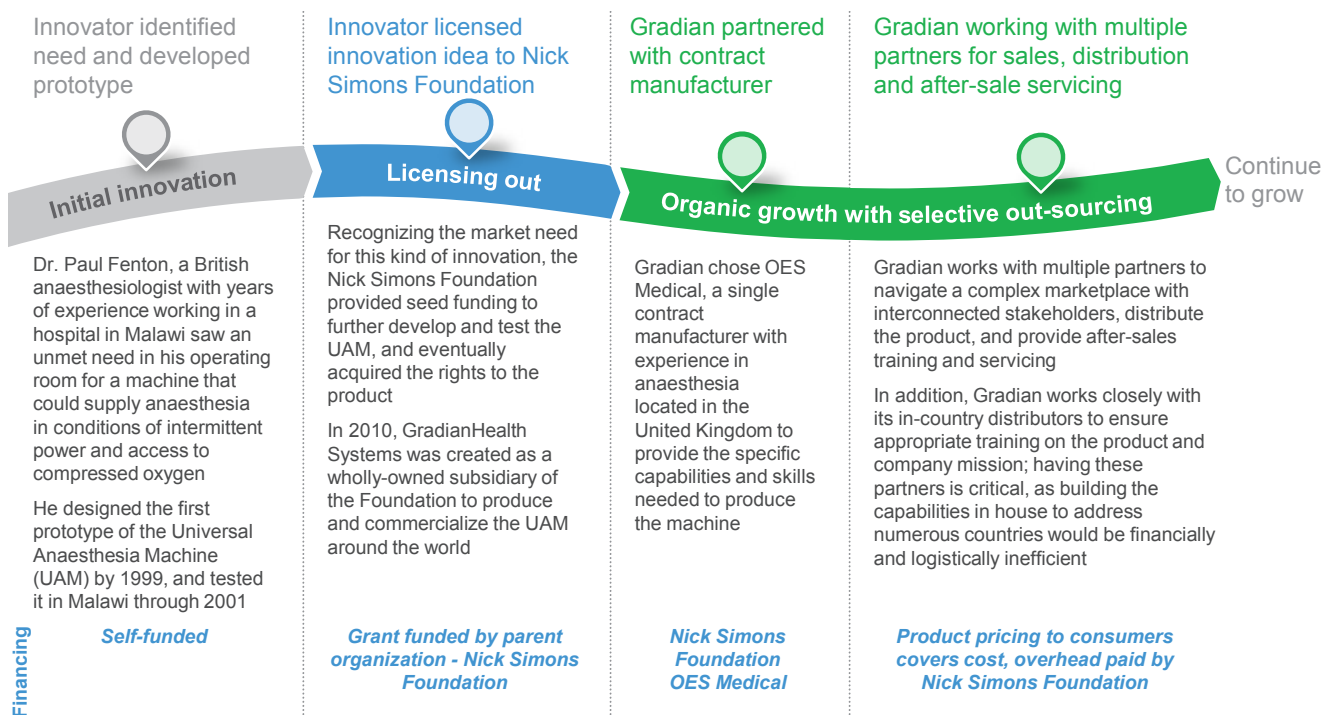 Innovator identified
need and developed
prototype
Innovator licensed
innovation idea to Nick
Simons Foundation
Gradian partnered
with contract
manufacturer
Gradian working with multiple
partners for sales, distribution
and after-sale servicing
Initial innovation
Licensing out
Organic growth with selective out-sourcing
Continue
to grow
Dr. Paul Fenton, a British
anaesthesiologist with years
of experience working in a
hospital in Malawi saw an
unmet need in his operating
room for a machine that
could supply anaesthesia
in conditions of intermittent
power and access to
compressed oxygen
He designed the first
prototype of the Universal
Anaesthesia Machine
(UAM) by 1999, and tested
it in Malawi through 2001
Recognizing the market need
for this kind of innovation, the
Nick Simons Foundation
provided seed funding to
further develop and test the
UAM, and eventually
acquired the rights to the
product
In 2010, GradianHealth
Systems was created as a
wholly-owned subsidiary of
the Foundation to produce
and commercialize the UAM
around the world
Gradian chose OES
Medical, a single
contract
manufacturer with
experience in
anaesthesia
located in the
United Kingdom to
provide the specific
capabilities and skills
needed to produce
the machine
Gradian works with multiple partners to
navigate a complex marketplace with
interconnected stakeholders, distribute
the product, and provide after-sales
training and servicing
In addition, Gradian works closely with
its in-country distributors to ensure
appropriate training on the product and
company mission; having these
partners is critical, as building the
capabilities in house to address
numerous countries would be financially
and logistically inefficient
Financing
Self-funded
Grant funded by parent
organization - Nick Simons
Foundation
Nick Simons
Foundation
OES Medical
Product pricing to consumers
covers cost, overhead paid by
Nick Simons Foundation